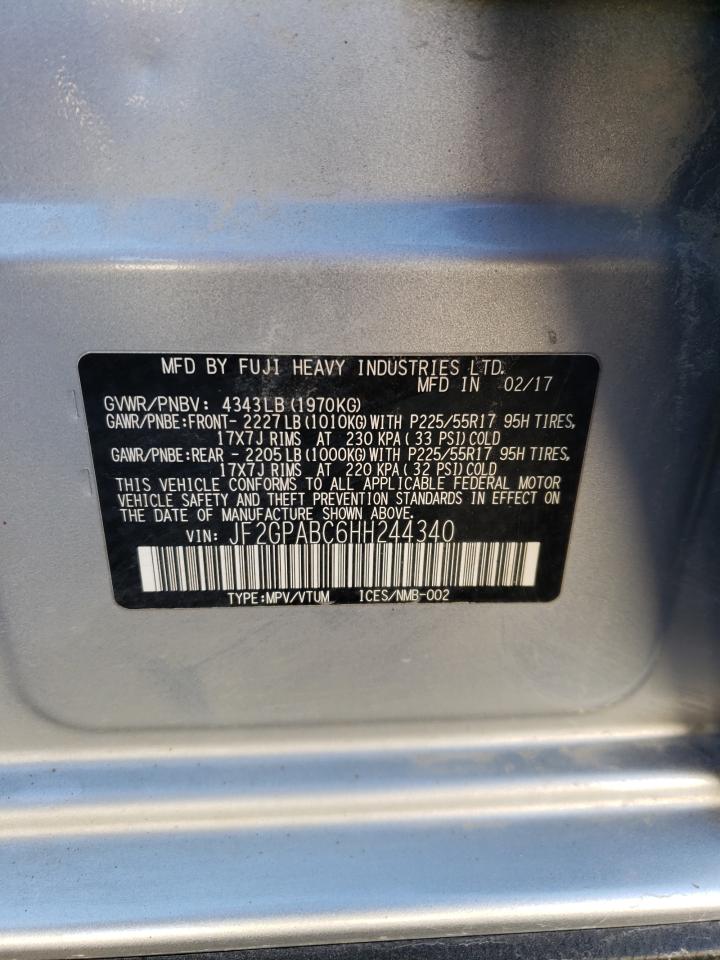 MFD BY FUJI HEAVY INDUSTRIES LTD.
MFD IN 02/17
GVWR/PNBV: 4343LB(1970KG)
GAWR/PNBE:FRONT- 2227LB(1010KG)WITH P225/55R17 95H TIRES,
17X7J RIMS AT 230 KPA(33 PSI)COLD
GAWR/PNBE:REAR - 2205LB(1000KG)WITH P225/55R17 95H TIRES,
17X7J RIMS AT 220 KPA(32 PSI)COLD
THIS VEHICLE CONFORMS TO ALL APPLICABLE FEDERAL MOTOR
VEHICLE SAFETY AND THEFT PREVENTION STANDARDS IN EFFECT ON
THE DATE OF MANUFACTURE SHOWN ABOVE.
VIN: JF2GPABC6HH244340
TYPE:MPV/VTUM ICES/NMB-002